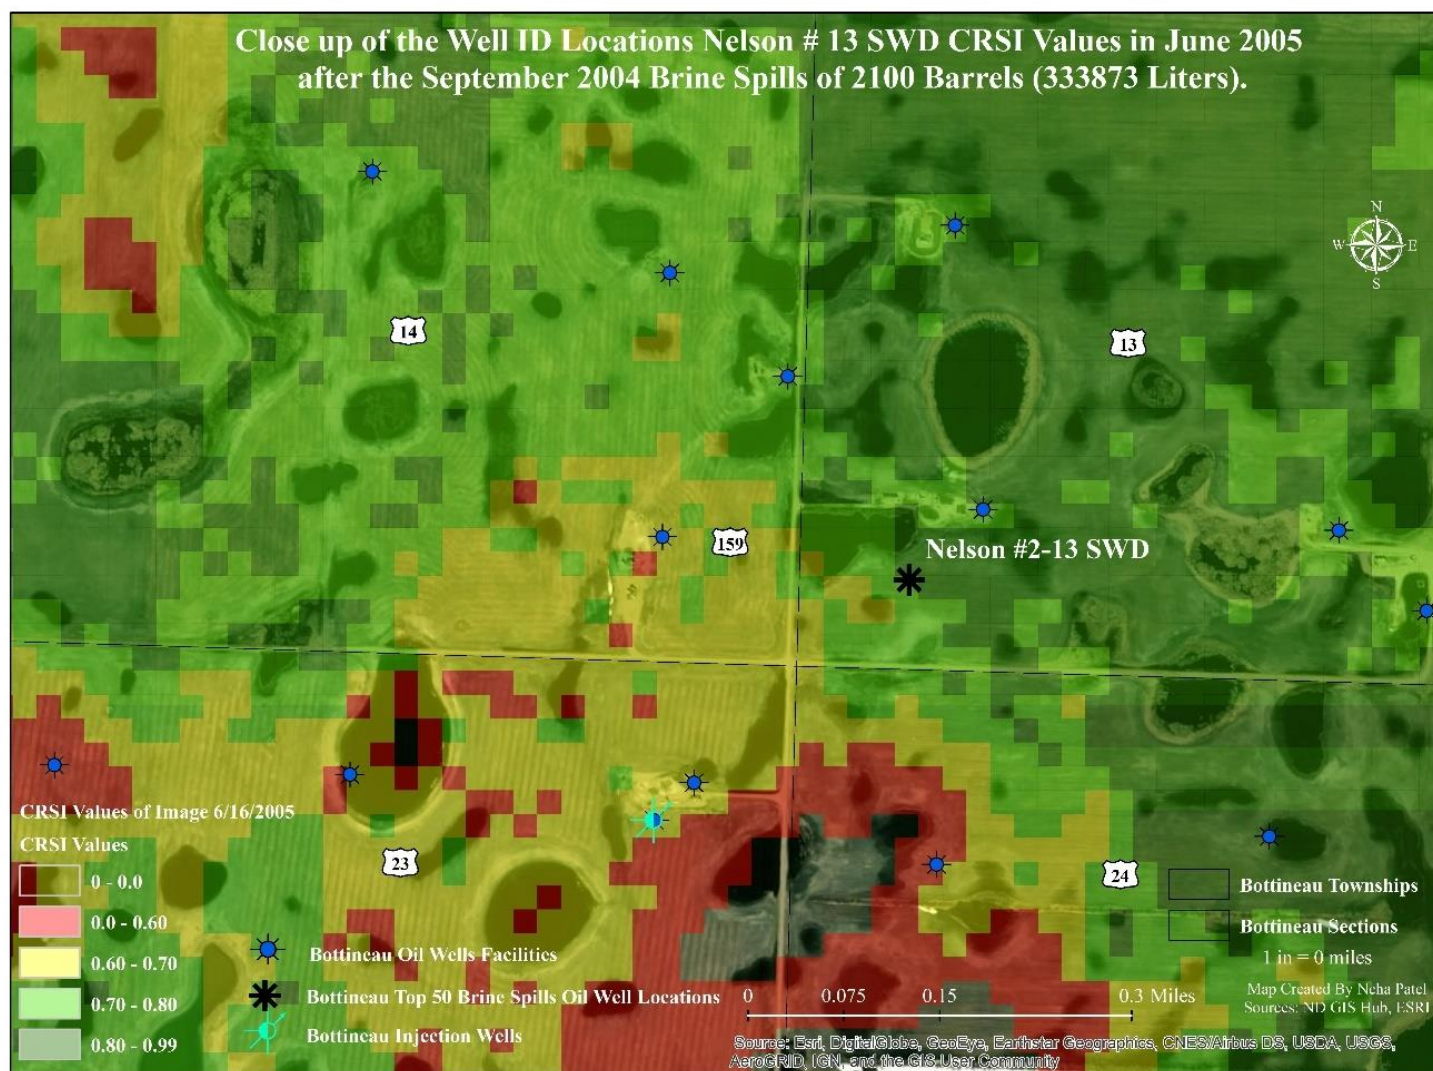 Close up of the Well ID Locations Nelson # 13 SWD CRSI Values in June 2005
after the September 2004 Brine Spills of 2100 Barrels (333873 Liters).
N
W E
S
14
13
159
Nelson #2-13 SWD
CRSI Values of Image 6/16/2005
CRSI Values
0 - 0.0
0.0 - 0.60
0.60 - 0.70
0.70 - 0.80
0.80 - 0.99
23
24
Bottineau Oil Wells Facilities
Bottineau Top 50 Brine Spills Oil Well Locations
Bottineau Injection Wells
Bottineau Townships
Bottineau Sections
1 in = 0 miles
Map Created By Neha Patel
Sources: ND GIS Hub, ESRI
0 0.075 0.15 0.3 Miles
Source: Esri, DigitalGlobe, GeoEye, Earthstar Geographics, CNES/Airbus DS, USDA, USGS,
AeroGRID, IGN, and the GIS User Community